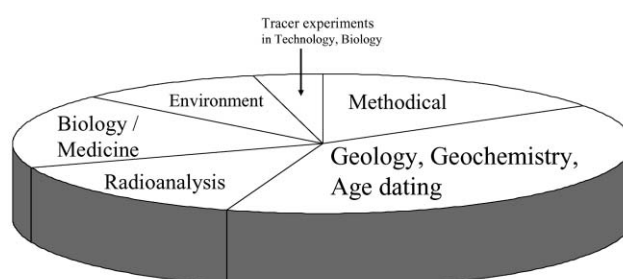 Tracer experiments
in Technology, Biology
Environment
Methodical
Biology /
Medicine
Geology, Geochemistry,
Age dating
Radioanalysis